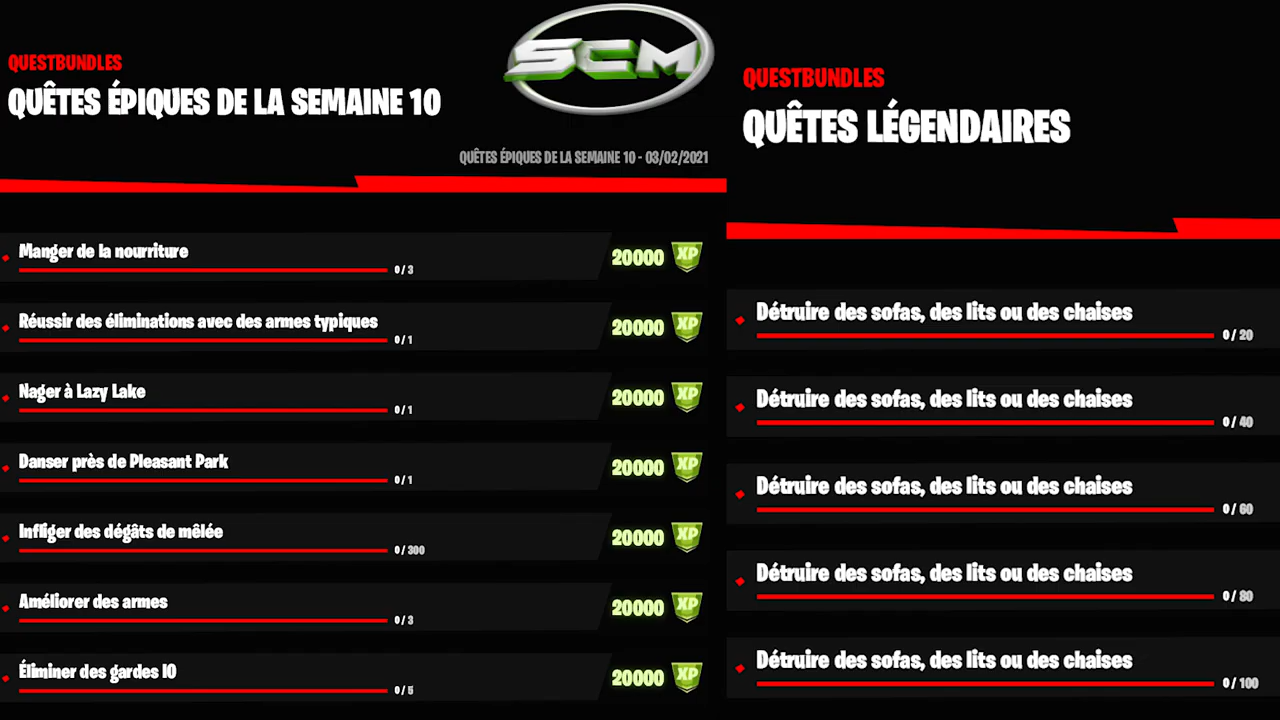 QUESTBUNDLES
QUÊTES ÉPIQUES DE LA SEMAINE 10
SCM
QUÊTES ÉPIQUES DE LA SEMAINE 10 - 03/02/2021
Manger de la nourriture
0 / 3
20000 XP
Réussir des éliminations avec des armes typiques
0 / 1
20000 XP
Nager à Lazy Lake
0 / 1
20000 XP
Danser près de Pleasant Park
0 / 1
20000 XP
Infliger des dégâts de mêlée
0 / 300
20000 XP
Améliorer des armes
0 / 3
20000 XP
Éliminer des gardes IO
0 / 5
20000 XP
QUESTBUNDLES
QUÊTES LÉGENDAIRES
Détruire des sofas, des lits ou des chaises
0 / 20
Détruire des sofas, des lits ou des chaises
0 / 40
Détruire des sofas, des lits ou des chaises
0 / 60
Détruire des sofas, des lits ou des chaises
0 / 80
Détruire des sofas, des lits ou des chaises
0 / 100